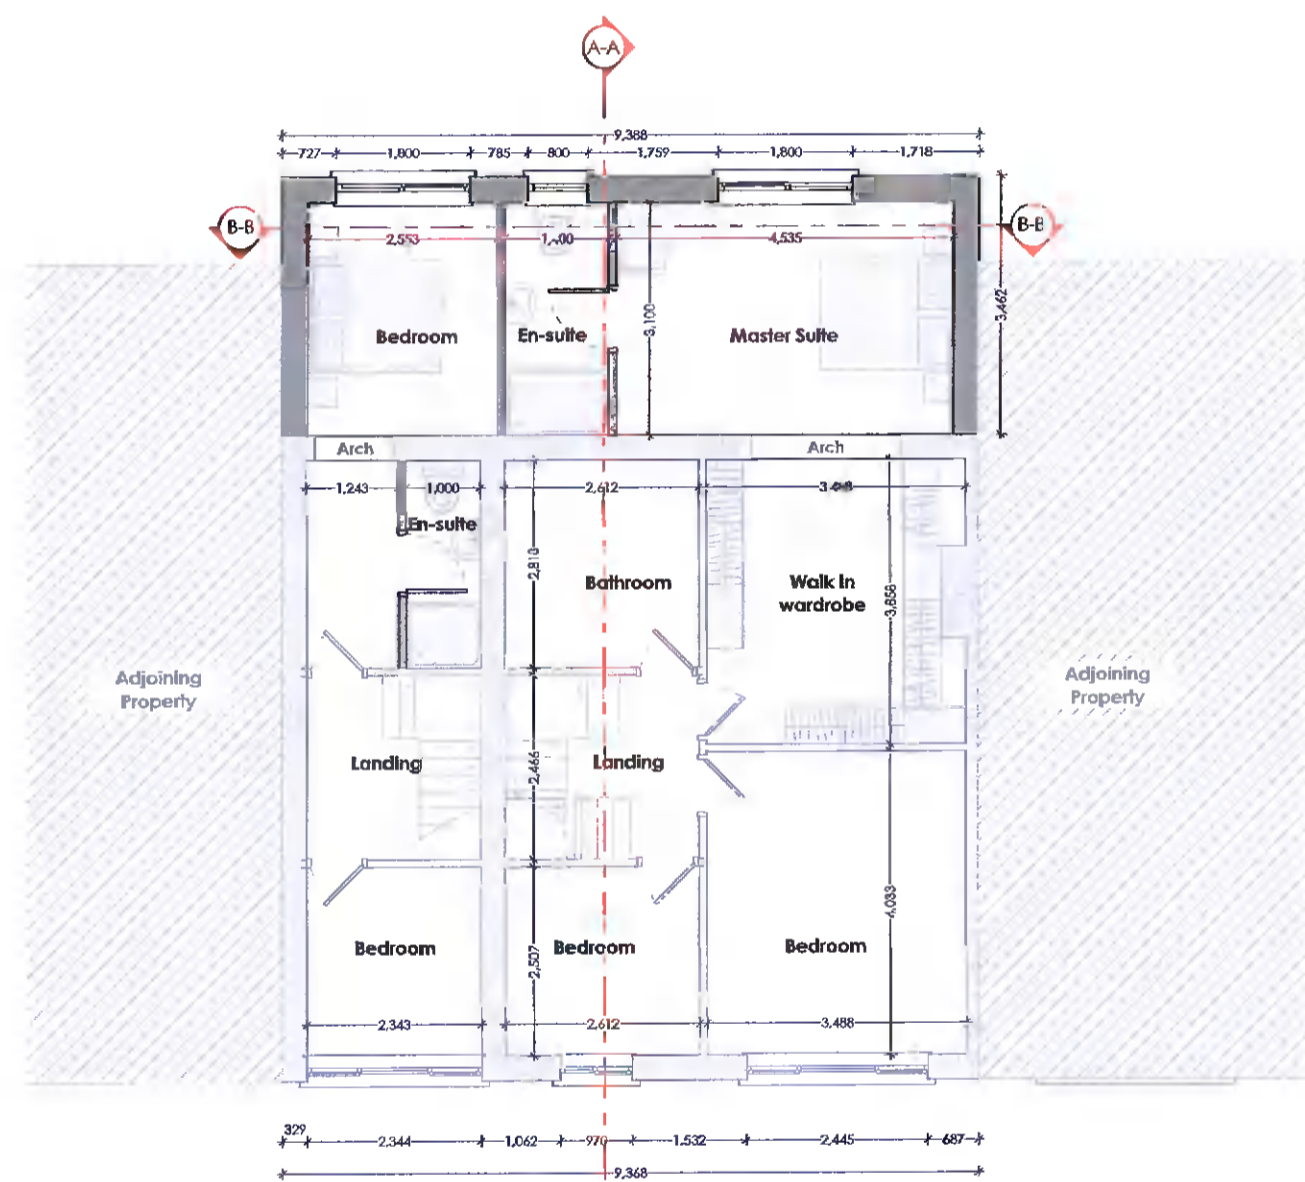 A-A
9,388
727 1,800 785 800 1,759 1,800 1,718
B-B B-B
2,553 4,535
3,462
3,100
Bedroom En-suite Master Suite
Arch Arch
1,243 1,000 2,612
En-suite
2,813
Bathroom
Walk in
wardrobe
3,858
Adjoining
Property
Adjoining
Property
Landing Landing
2,466
4,033
Bedroom Bedroom Bedroom
2,507
2,343 2,612 3,488
329
2,344 1,062 970 1,532 2,445 687
9,368